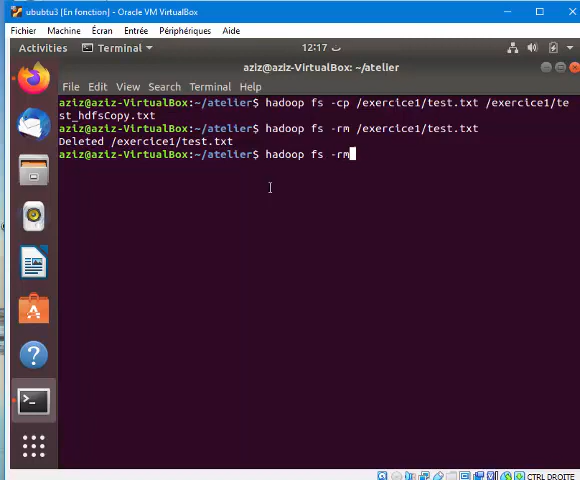 ububtu3 [En fonction] - Oracle VM VirtualBox
Fichier Machine Écran Entrée Périphériques Aide
Activities Terminal 12:17 ت
aziz@aziz-VirtualBox: ~/atelier
File Edit View Search Terminal Help
aziz@aziz-VirtualBox:~/atelier$ hadoop fs -cp /exercice1/test.txt /exercice1/te
st_hdfsCopy.txt
aziz@aziz-VirtualBox:~/atelier$ hadoop fs -rm /exercice1/test.txt
Deleted /exercice1/test.txt
aziz@aziz-VirtualBox:~/atelier$ hadoop fs -rm
CTRL DROITE